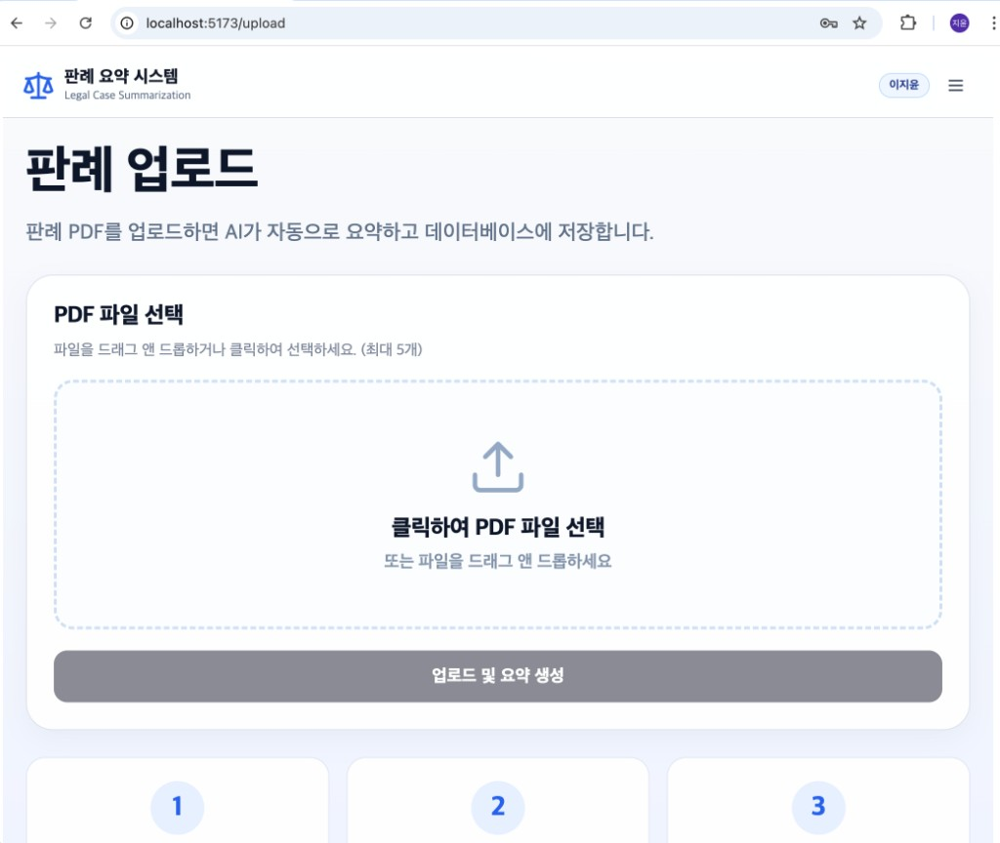 localhost:5173/upload
지윤
판례 요약 시스템
Legal Case Summarization
이지윤
판례 업로드
판례 PDF를 업로드하면 AI가 자동으로 요약하고 데이터베이스에 저장합니다.
PDF 파일 선택
파일을 드래그 앤 드롭하거나 클릭하여 선택하세요. (최대 5개)
클릭하여 PDF 파일 선택
또는 파일을 드래그 앤 드롭하세요
업로드 및 요약 생성
1
2
3